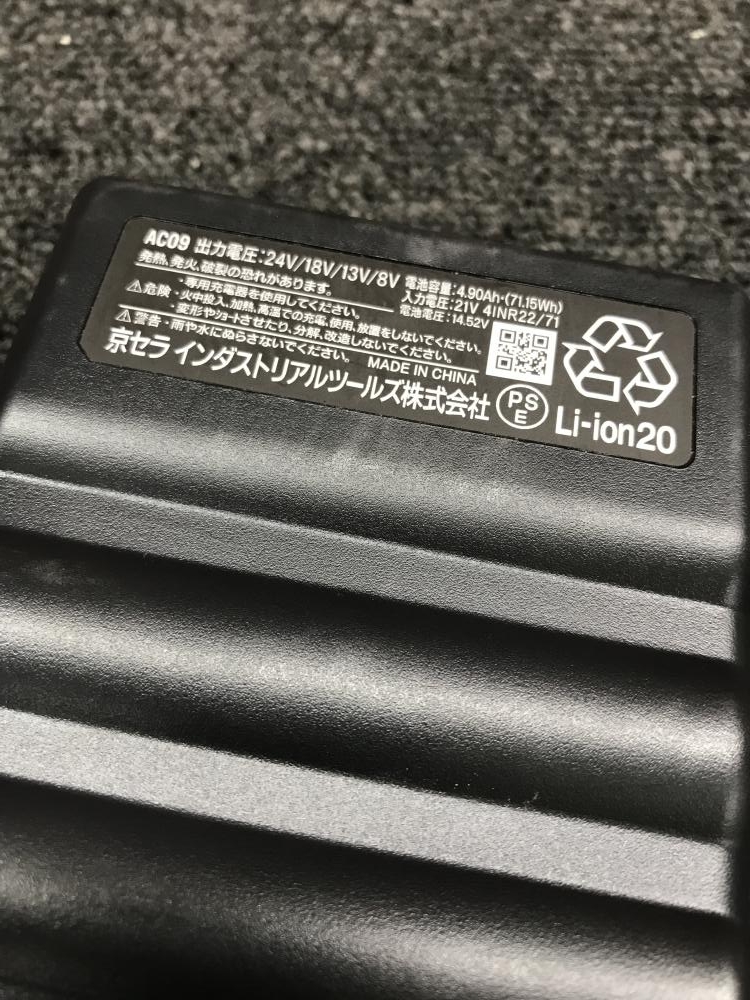 AC09 出力電圧:24V/18V/13V/8V
発熱、発火、破裂の恐れがあります。
⚠危険・専用充電器を使用してください。
・火中投入、加熱、高温での充電、使用、放置をしないでください。
・変形やショートさせたり、分解、改造しないでください。
⚠警告・雨や水にぬらさないでください。
電池容量:4.90Ah・(71.15Wh)
入力電圧:21V 4INR22/71
電池電圧:14.52V
MADE IN CHINA
京セラ インダストリアルツールズ株式会社
PS
E
Li-ion20